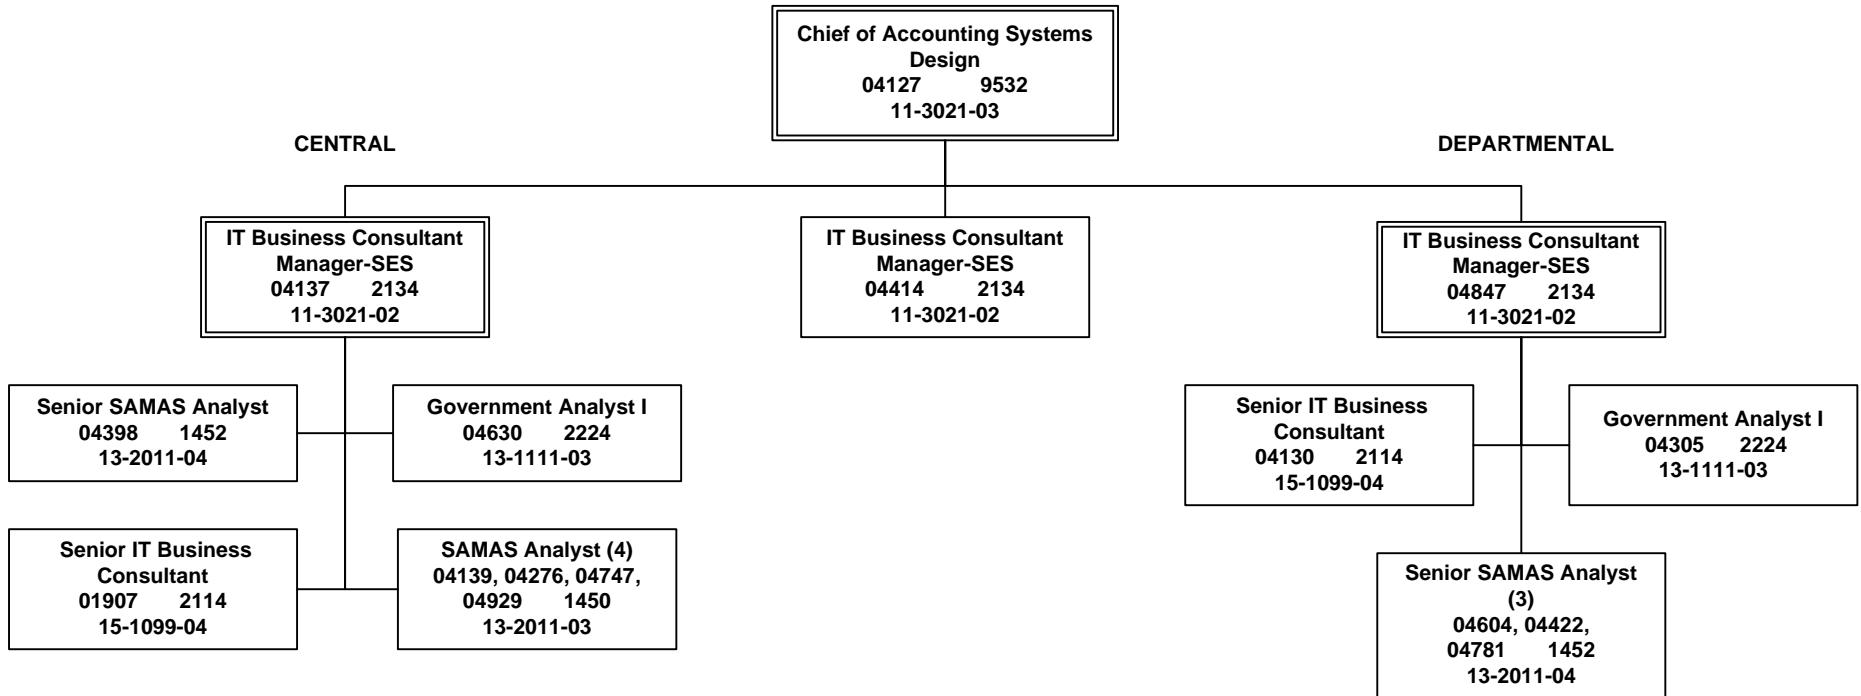 Chief of Accounting Systems
Design
04127 9532
11-3021-03
CENTRAL
DEPARTMENTAL
IT Business Consultant
Manager-SES
04137 2134
11-3021-02
IT Business Consultant
Manager-SES
04414 2134
11-3021-02
IT Business Consultant
Manager-SES
04847 2134
11-3021-02
Senior SAMAS Analyst
04398 1452
13-2011-04
Government Analyst I
04630 2224
13-1111-03
Senior IT Business
Consultant
04130 2114
15-1099-04
Government Analyst I
04305 2224
13-1111-03
Senior IT Business
Consultant
01907 2114
15-1099-04
SAMAS Analyst (4)
04139, 04276, 04747,
04929 1450
13-2011-03
Senior SAMAS Analyst
(3)
04604, 04422,
04781 1452
13-2011-04